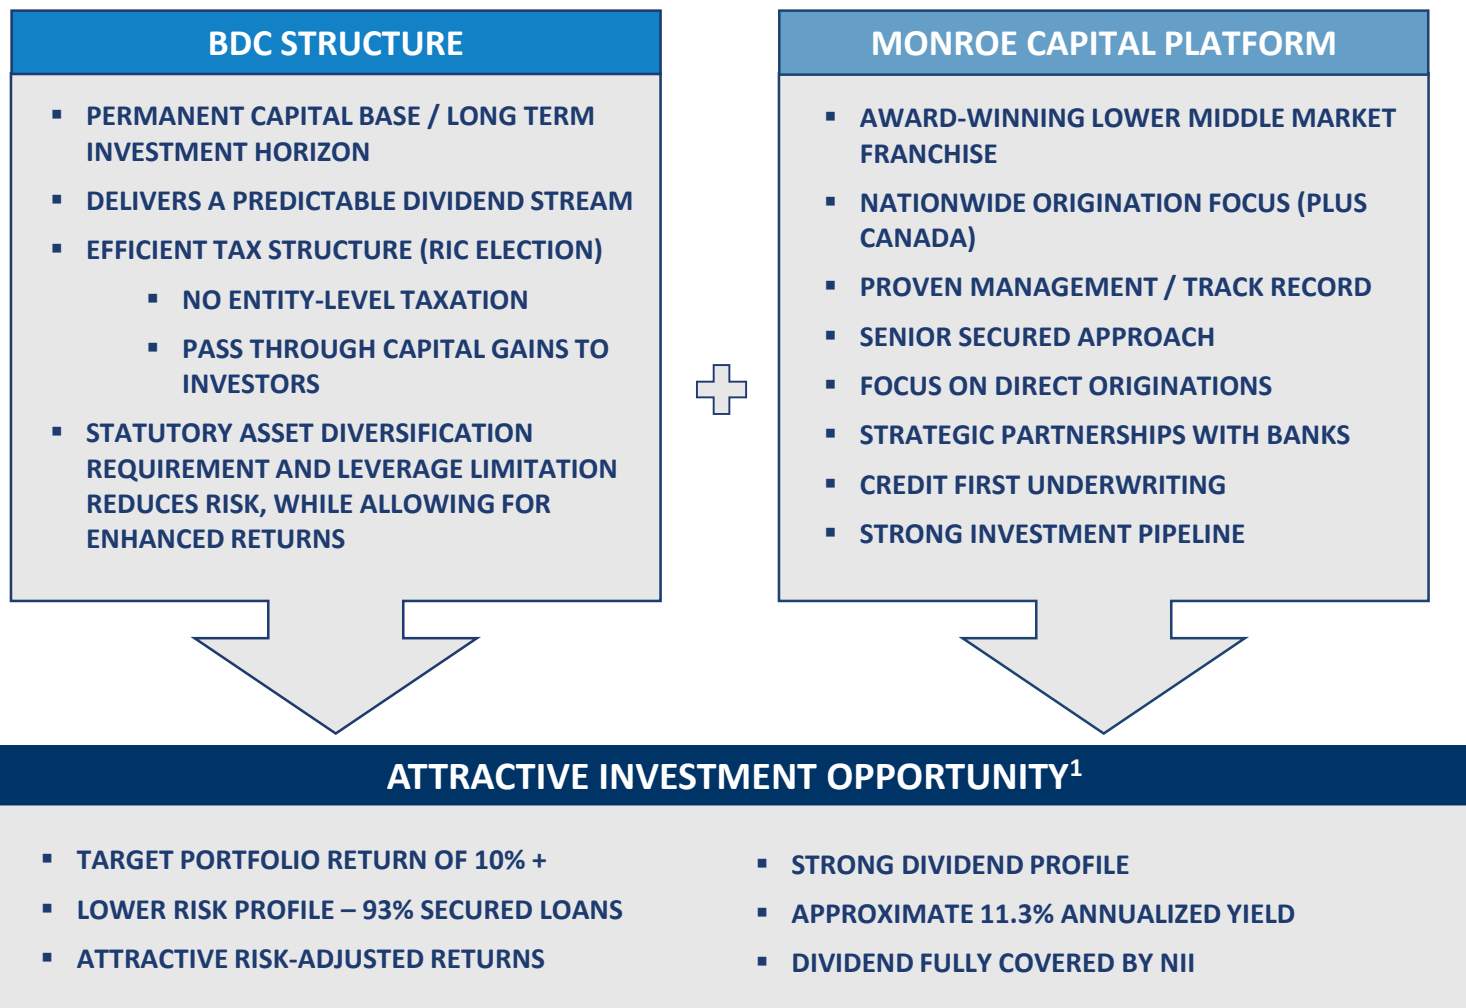 BDC STRUCTURE
▪ PERMANENT CAPITAL BASE / LONG TERM
INVESTMENT HORIZON
▪ DELIVERS A PREDICTABLE DIVIDEND STREAM
▪ EFFICIENT TAX STRUCTURE (RIC ELECTION)
▪ NO ENTITY-LEVEL TAXATION
▪ PASS THROUGH CAPITAL GAINS TO
INVESTORS
▪ STATUTORY ASSET DIVERSIFICATION
REQUIREMENT AND LEVERAGE LIMITATION
REDUCES RISK, WHILE ALLOWING FOR
ENHANCED RETURNS
MONROE CAPITAL PLATFORM
▪ AWARD-WINNING LOWER MIDDLE MARKET
FRANCHISE
▪ NATIONWIDE ORIGINATION FOCUS (PLUS
CANADA)
▪ PROVEN MANAGEMENT / TRACK RECORD
▪ SENIOR SECURED APPROACH
▪ FOCUS ON DIRECT ORIGINATIONS
▪ STRATEGIC PARTNERSHIPS WITH BANKS
▪ CREDIT FIRST UNDERWRITING
▪ STRONG INVESTMENT PIPELINE
ATTRACTIVE INVESTMENT OPPORTUNITY¹
▪ TARGET PORTFOLIO RETURN OF 10% +
▪ LOWER RISK PROFILE – 93% SECURED LOANS
▪ ATTRACTIVE RISK-ADJUSTED RETURNS
▪ STRONG DIVIDEND PROFILE
▪ APPROXIMATE 11.3% ANNUALIZED YIELD
▪ DIVIDEND FULLY COVERED BY NII